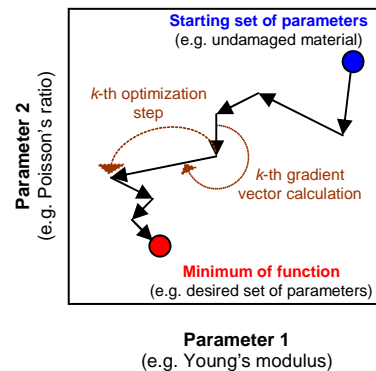 Starting set of parameters
(e.g. undamaged material)
k-th optimization
step
k-th gradient
vector calculation
Minimum of function
(e.g. desired set of parameters)
Parameter 2
(e.g. Poisson's ratio)
Parameter 1
(e.g. Young's modulus)